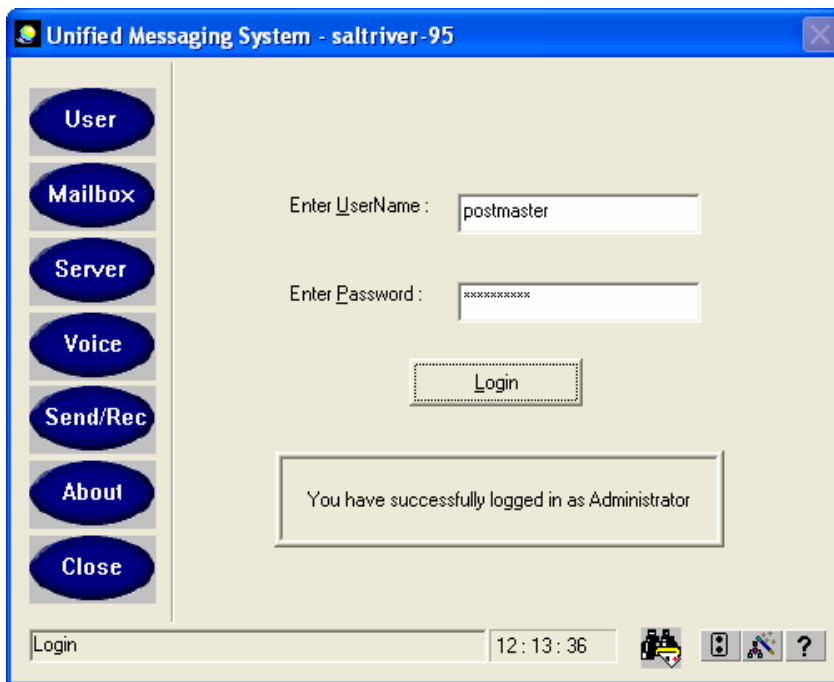 Unified Messaging System - saltriver-95
User
Mailbox
Server
Voice
Send/Rec
About
Close
Enter UserName :
postmaster
Enter Password :
**********
Login
You have successfully logged in as Administrator
Login
12 : 13 : 36
?